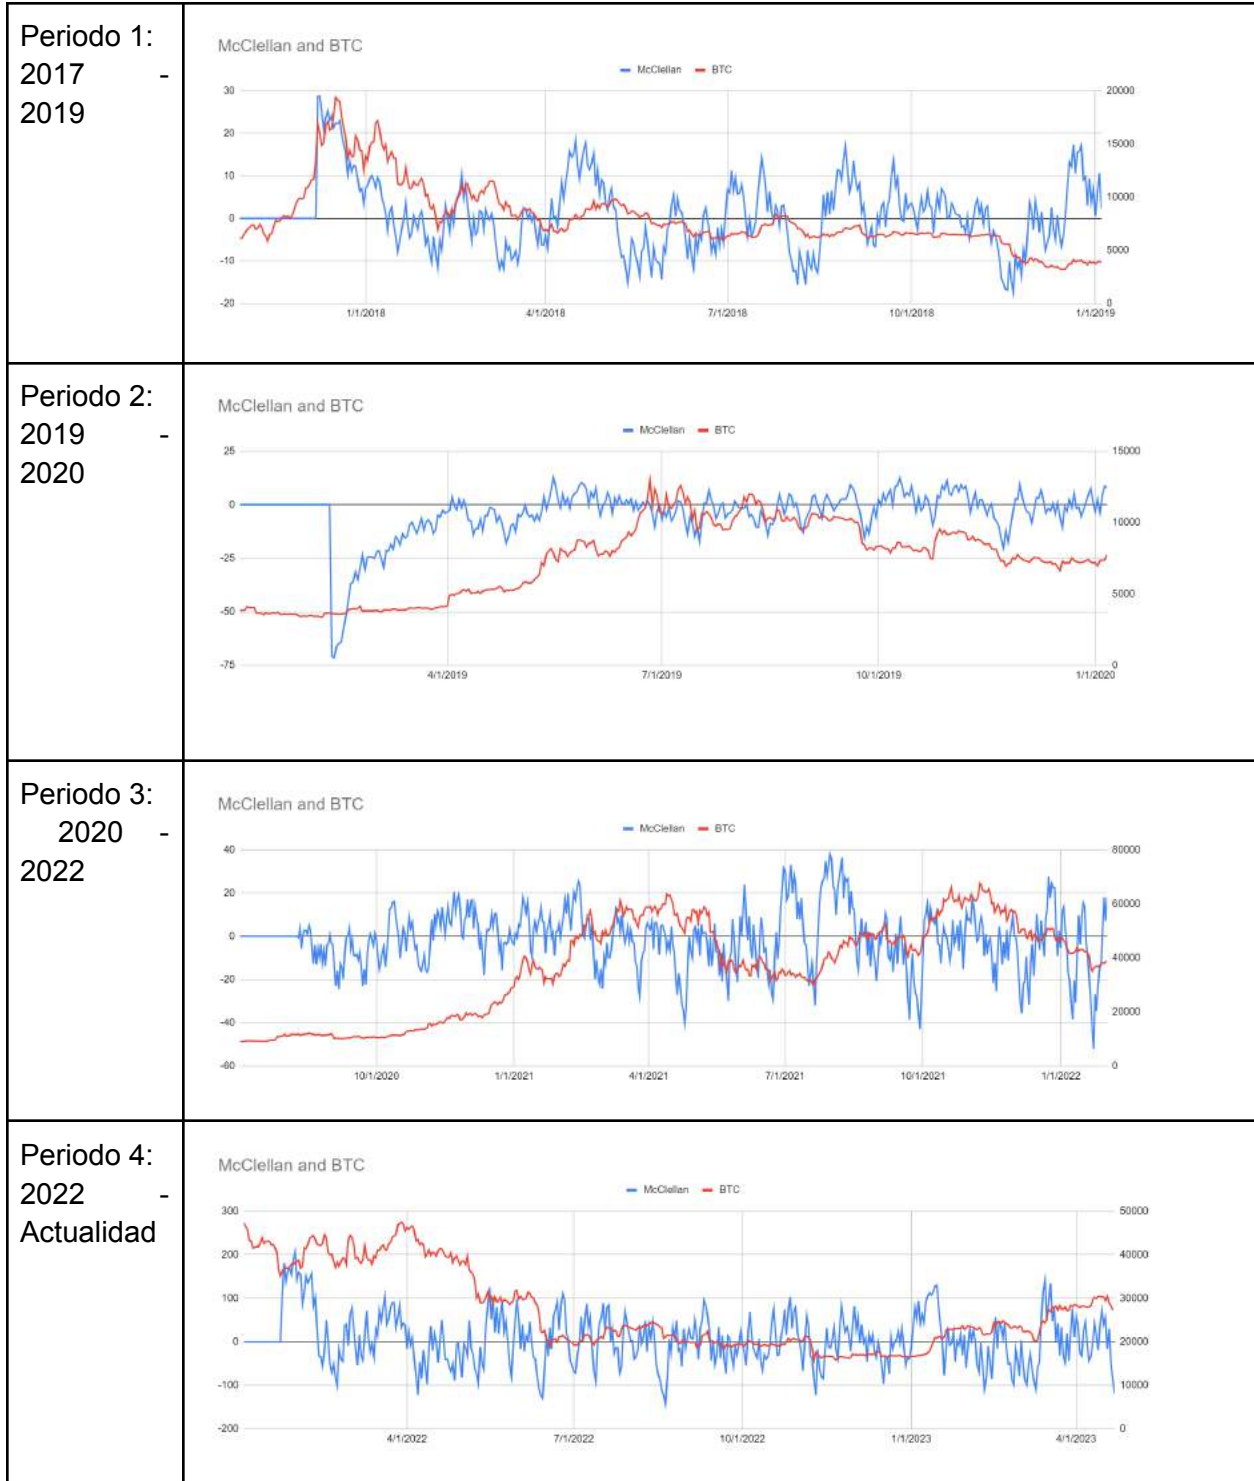 Periodo 1:
2017 -
2019
McClellan and BTC
McClellan BTC
30
20
10
0
-10
-20
20000
15000
10000
5000
0
1/1/2018 4/1/2018 7/1/2018 10/1/2018 1/1/2019
Periodo 2:
2019 -
2020
McClellan and BTC
McClellan BTC
25
0
-25
-50
-75
15000
10000
5000
0
4/1/2019 7/1/2019 10/1/2019 1/1/2020
Periodo 3:
2020 -
2022
McClellan and BTC
McClellan BTC
40
20
0
-20
-40
-60
80000
60000
40000
20000
0
10/1/2020 1/1/2021 4/1/2021 7/1/2021 10/1/2021 1/1/2022
Periodo 4:
2022 -
Actualidad
McClellan and BTC
McClellan BTC
300
200
100
0
-100
-200
50000
40000
30000
20000
10000
0
4/1/2022 7/1/2022 10/1/2022 1/1/2023 4/1/2023